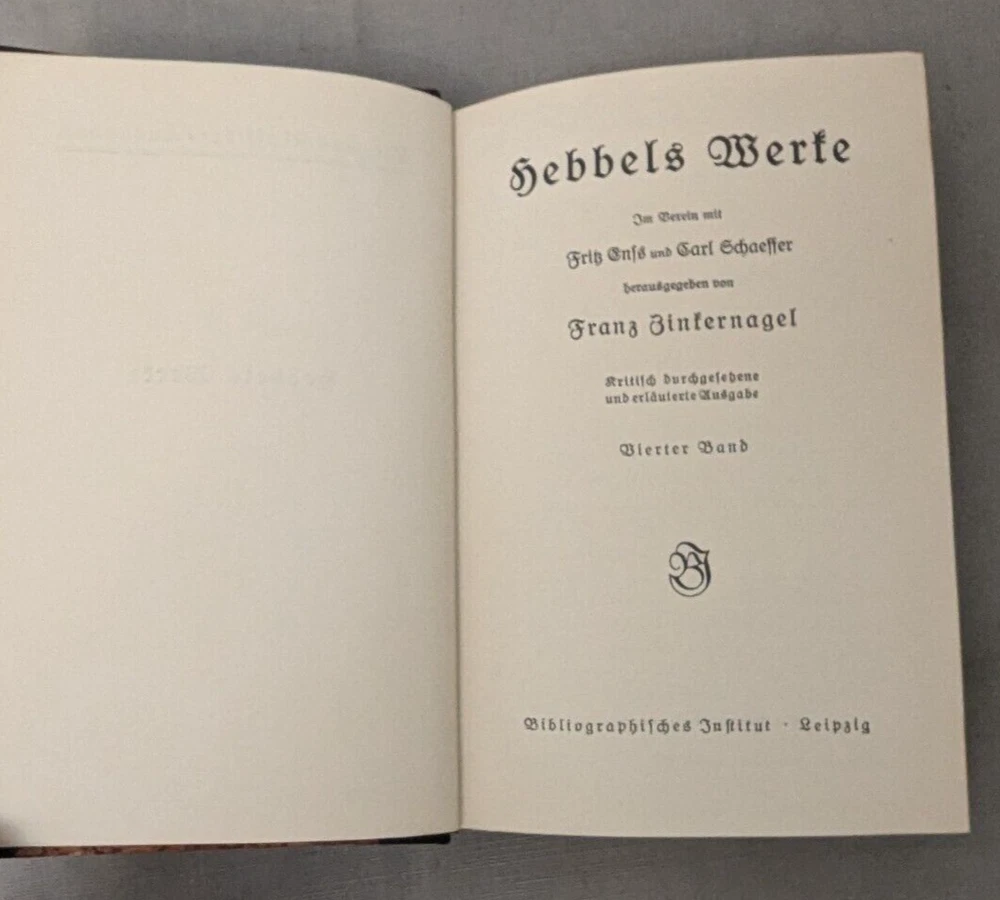 Hebbels Werke
Im Verein mit
Fritz Enſs und Carl Schaeffer
herausgegeben von
Franz Zinkernagel
Kritiſch durchgeſehene
und erläuterte Ausgabe
Vierter Band
Bibliographiſches Inſtitut · Leipzig